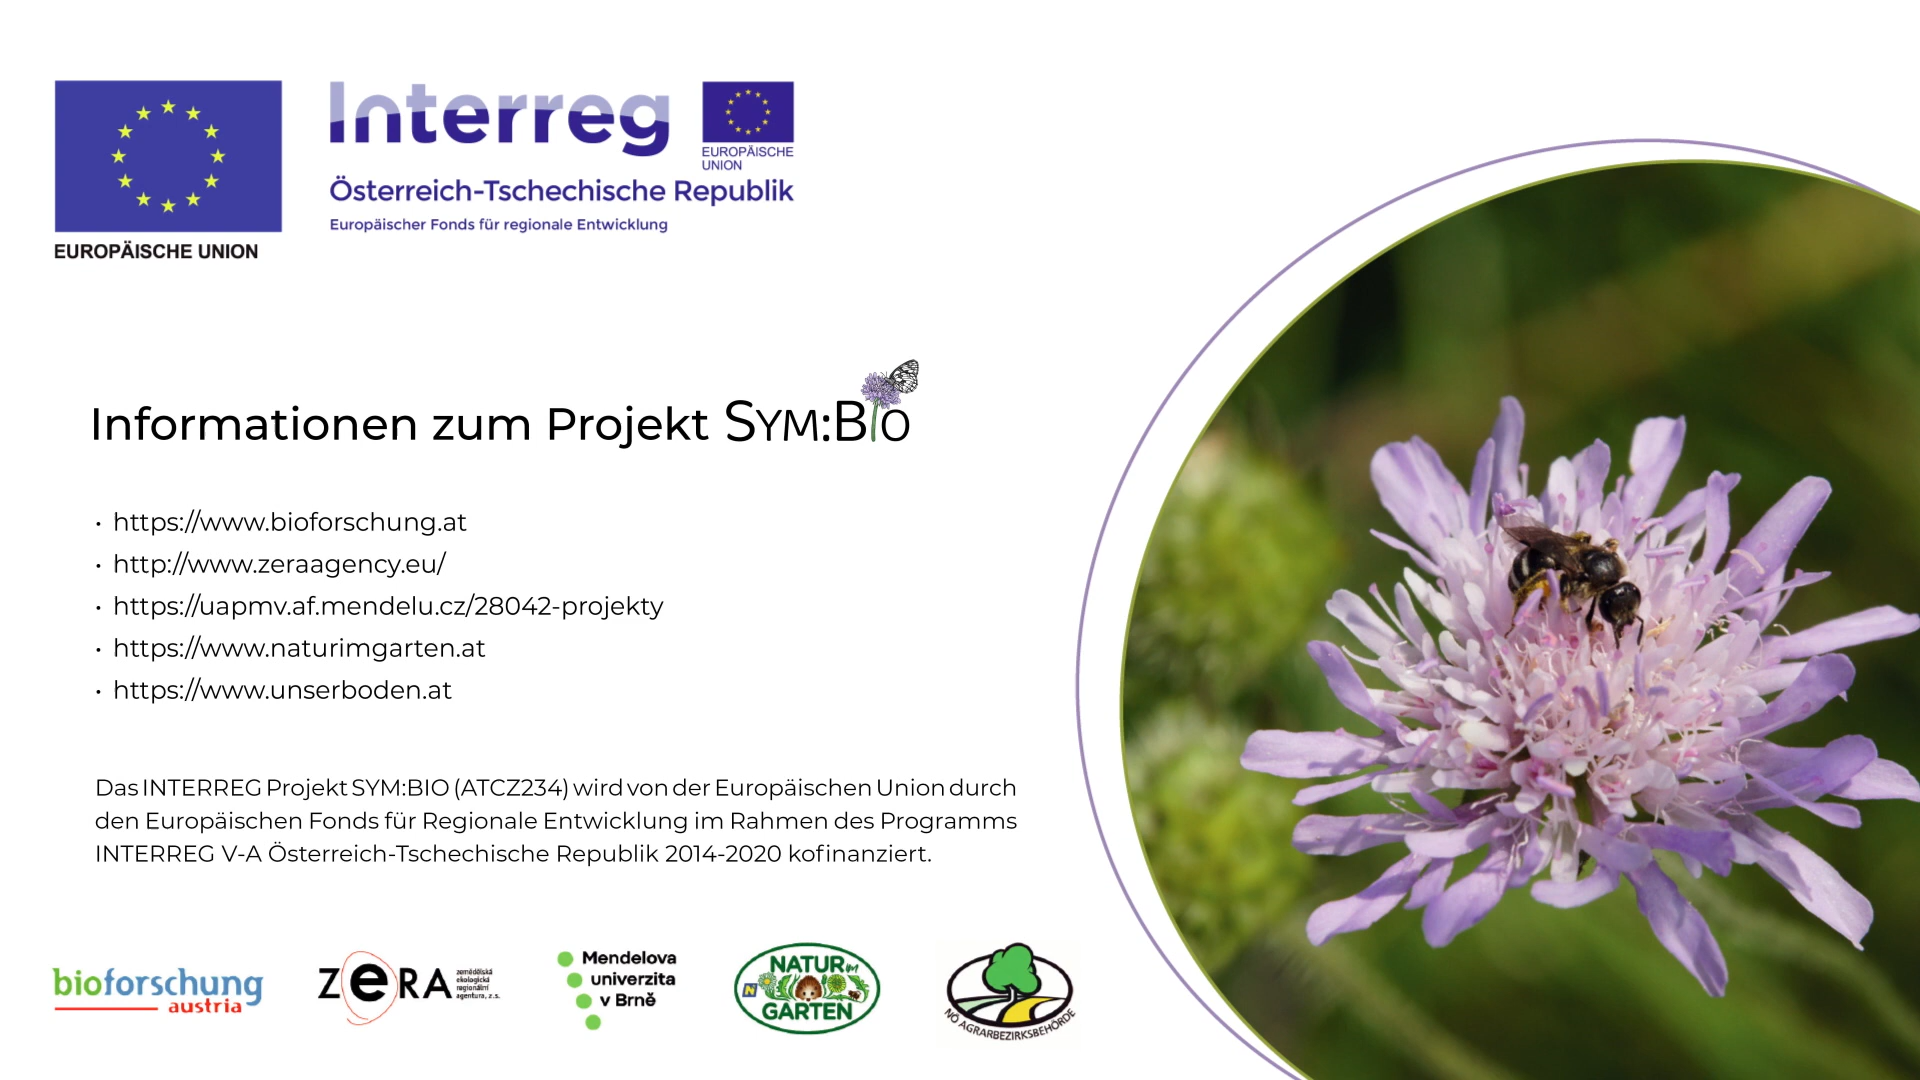 Interreg
EUROPÄISCHE
UNION
Österreich-Tschechische Republik
Europäischer Fonds für regionale Entwicklung
EUROPÄISCHE UNION
Informationen zum Projekt SYM:BIO
• https://www.bioforschung.at
• http://www.zeraagency.eu/
• https://uapmv.af.mendelu.cz/28042-projekty
• https://www.naturimgarten.at
• https://www.unserboden.at
Das INTERREG Projekt SYM:BIO (ATCZ234) wird von der Europäischen Union durch
den Europäischen Fonds für Regionale Entwicklung im Rahmen des Programms
INTERREG V-A Österreich-Tschechische Republik 2014-2020 kofinanziert.
bioforschung
austria
ZeRA
zemědělská
ekologická
regionální
agentura, z.s.
Mendelova
univerzita
v Brně
NATUR im
GARTEN
N
NÖ AGRARBEZIRKSBEHÖRDE